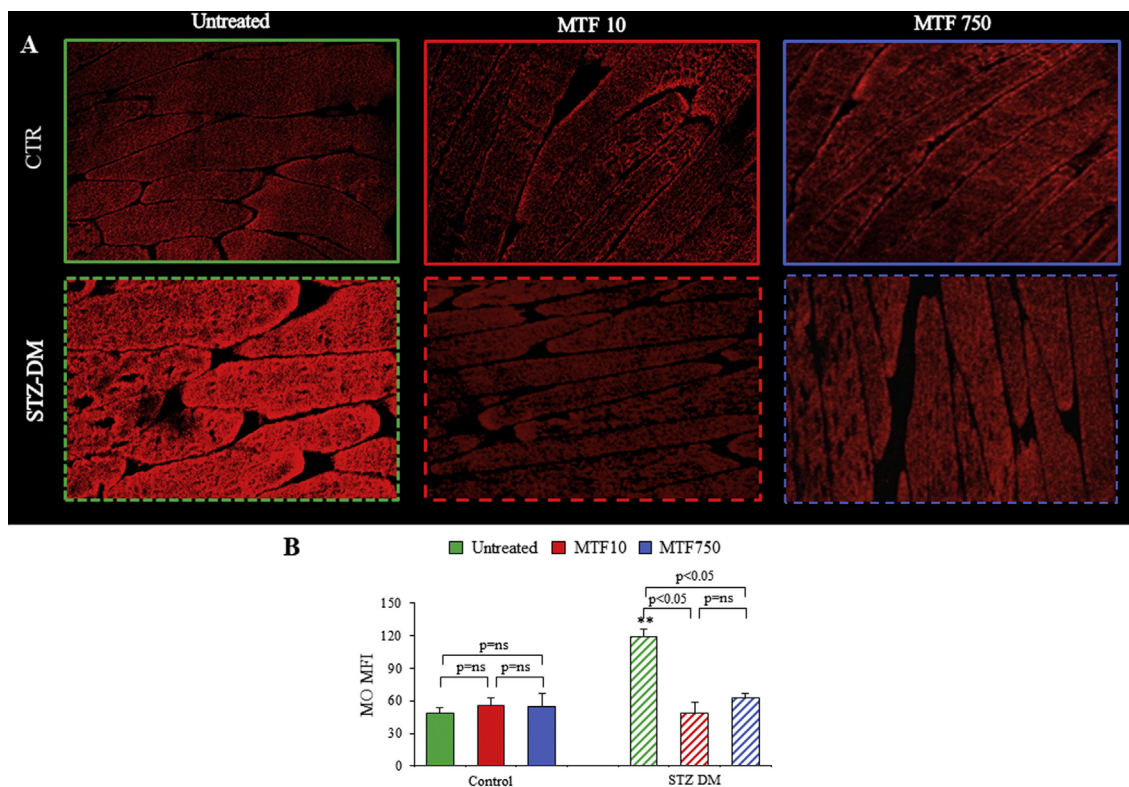 Untreated MTF 10 MTF 750
A
CTR
STZ-DM
B
Untreated MTF10 MTF750
p<0.05
p<0.05 p=ns
**
p=ns
p=ns p=ns
MO MFI
150
120
90
60
30
0
Control STZ DM